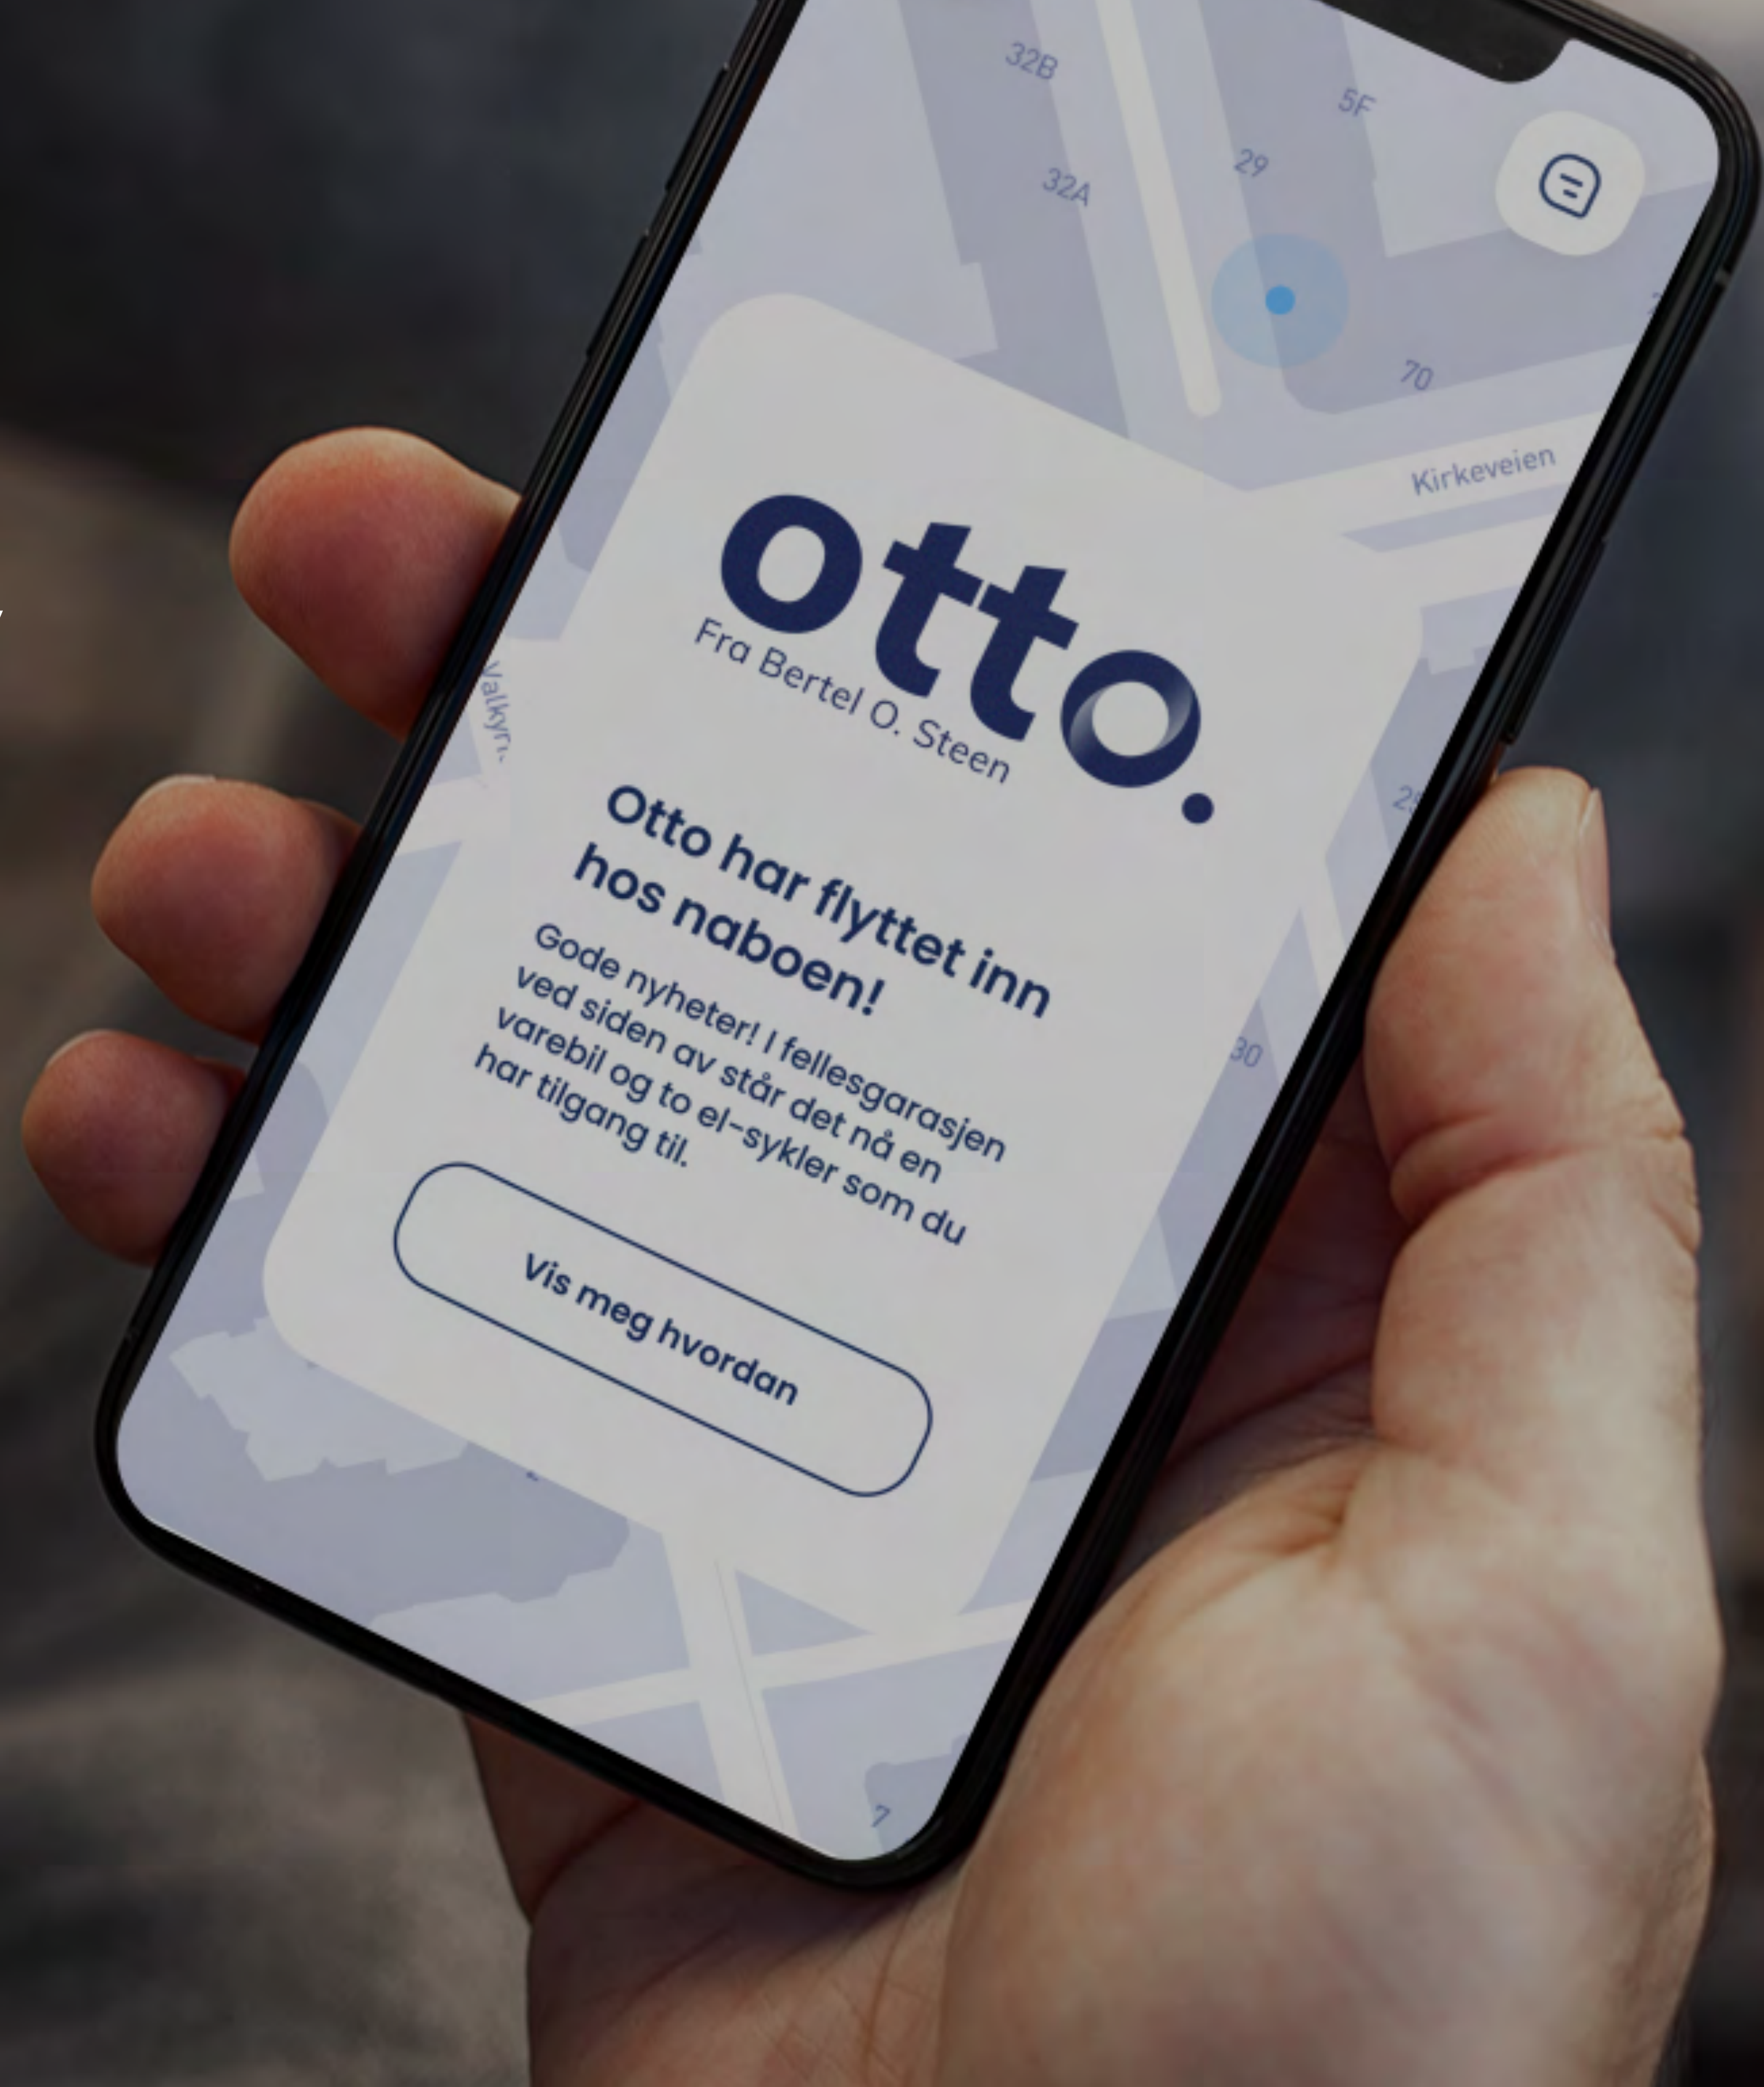 32B
5F
29
32A
70
Kirkeveien
otto.
Fra Bertel O. Steen
Otto har flyttet inn
hos naboen!
Gode nyheter! I fellesgarasjen
ved siden av står det nå en
varebil og to el-sykler som du
har tilgang til.
30
Vis meg hvordan
7